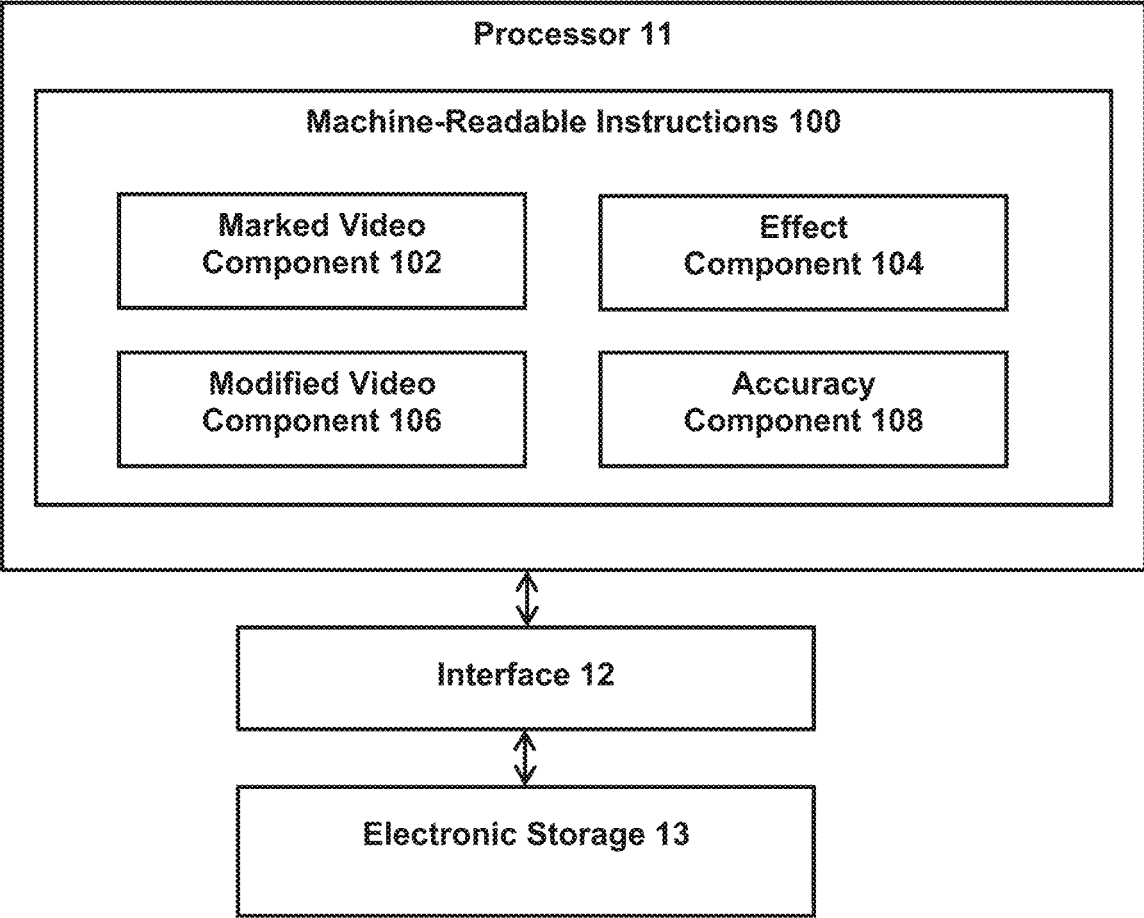 Processor 11
Machine-Readable Instructions 100
Marked Video
Component 102
Effect
Component 104
Modified Video
Component 106
Accuracy
Component 108
Interface 12
Electronic Storage 13